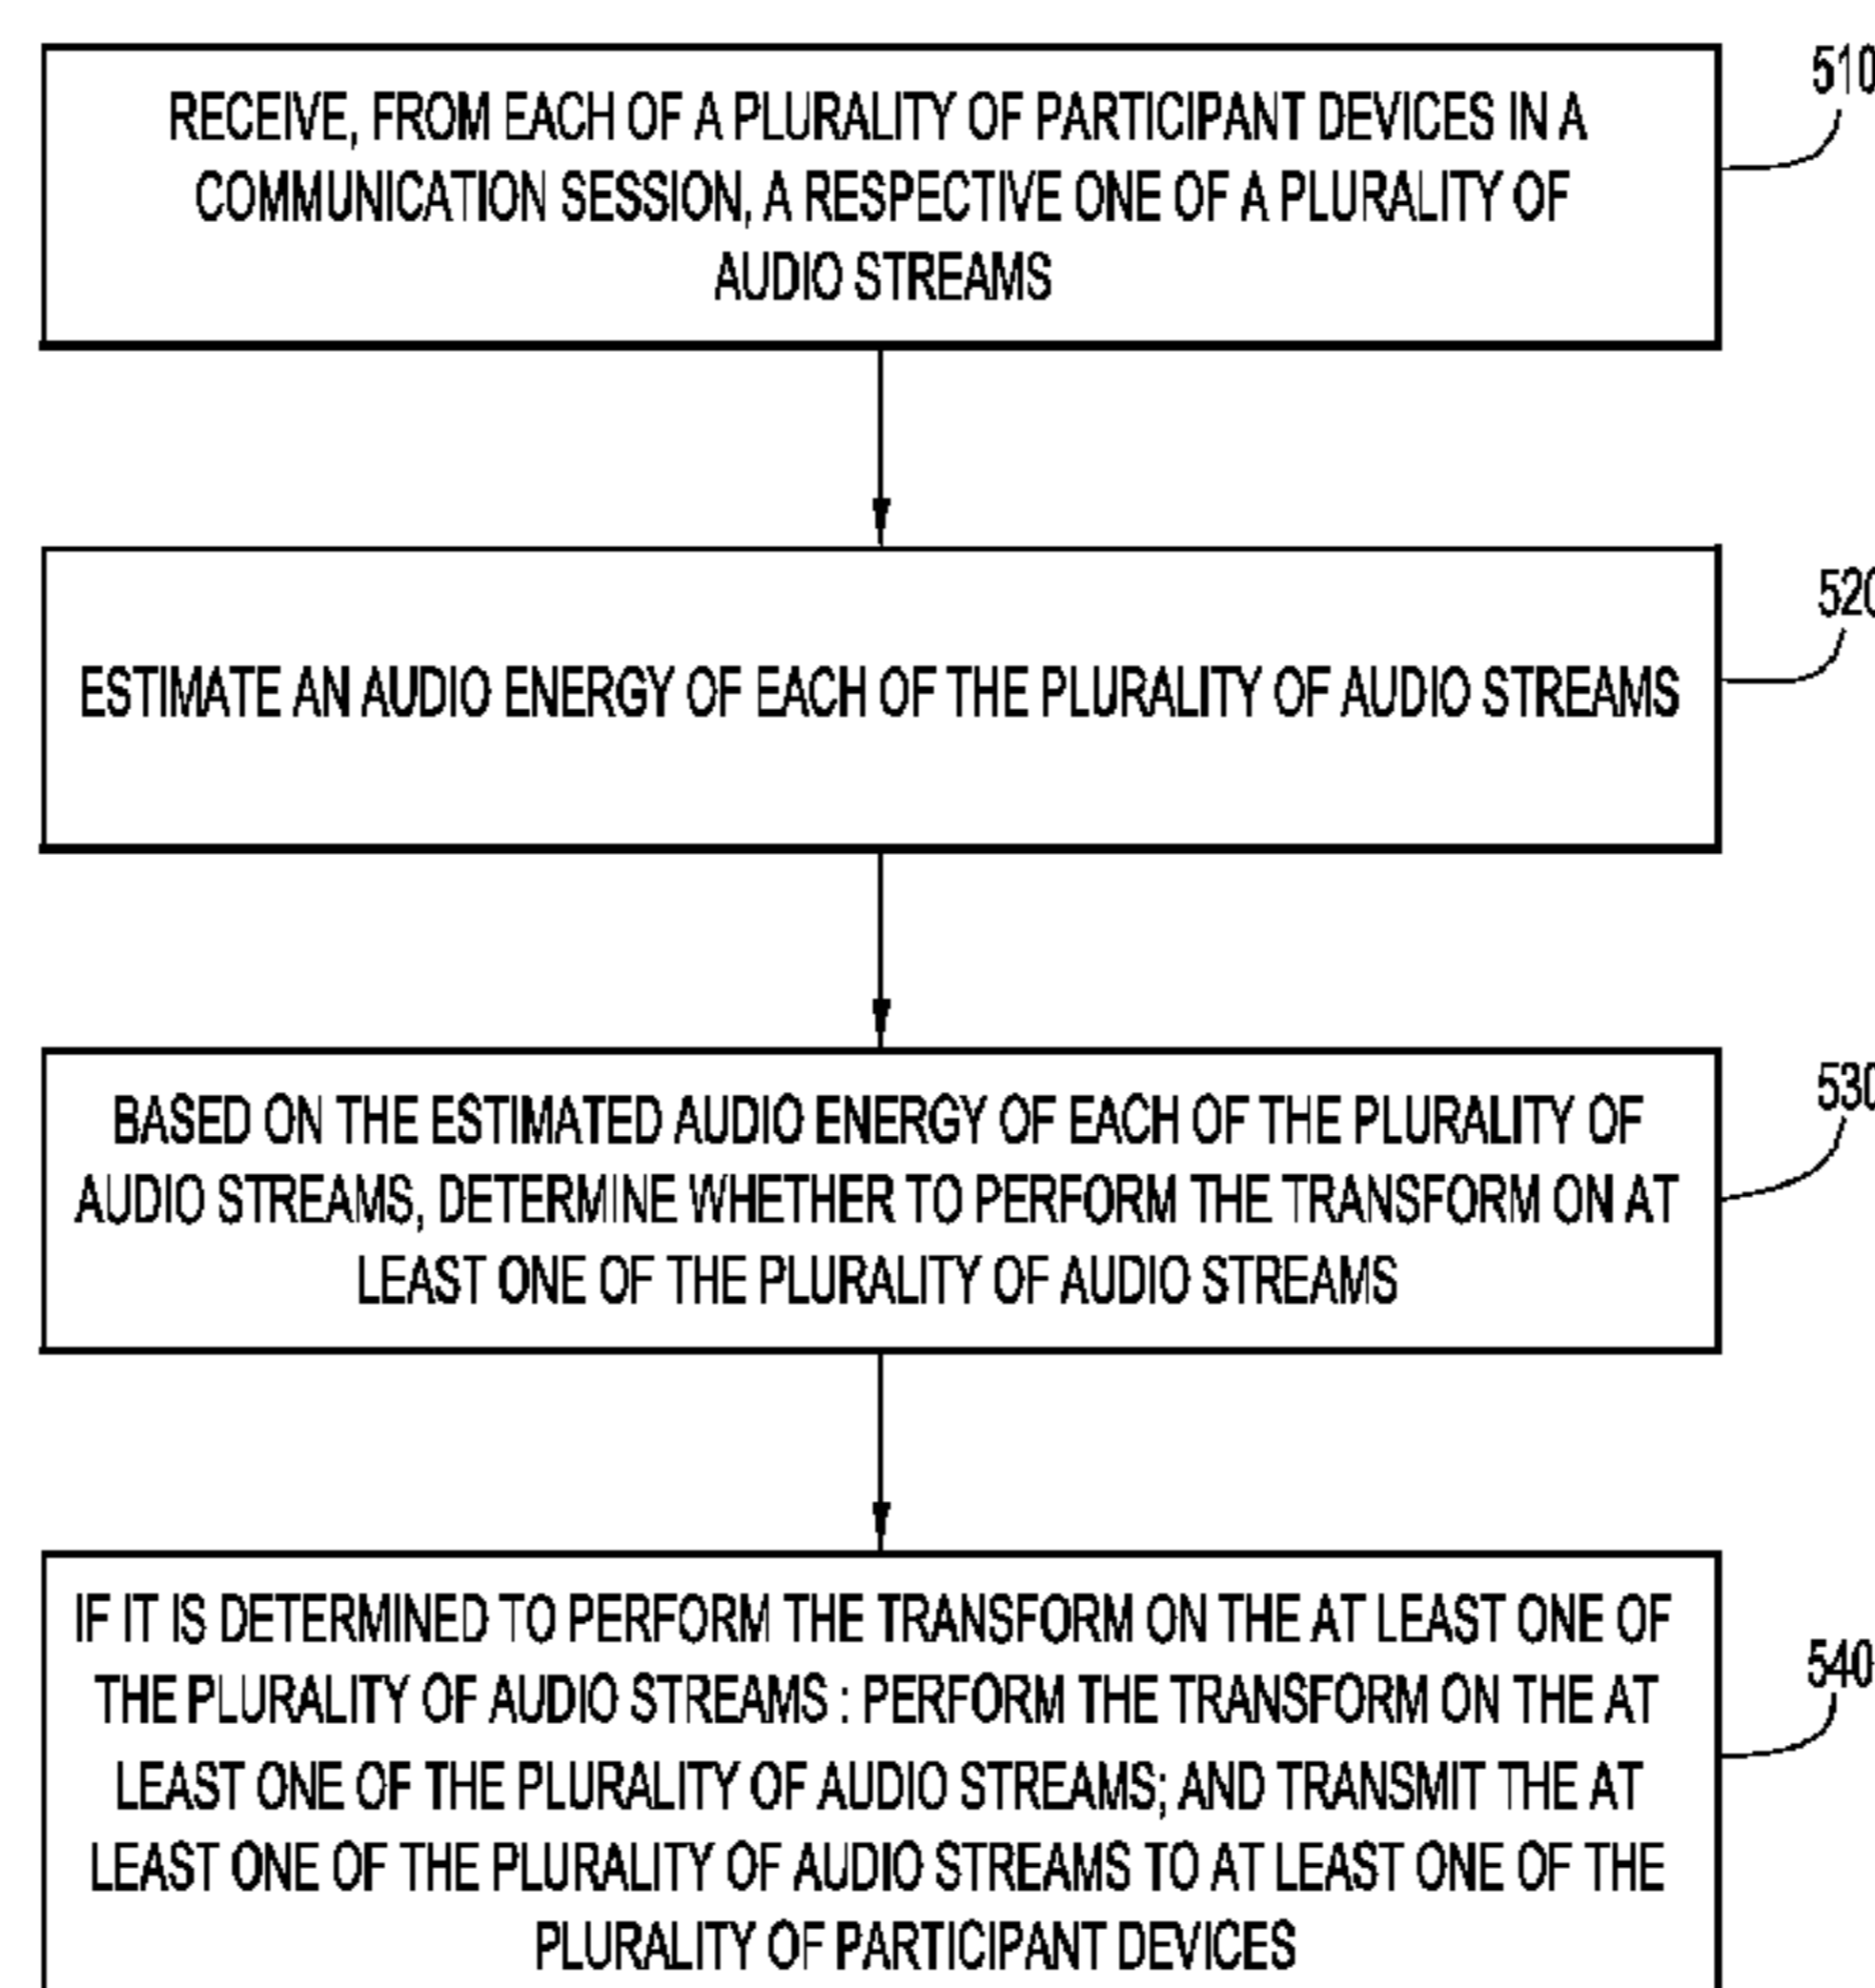 RECEIVE, FROM EACH OF A PLURALITY OF PARTICIPANT DEVICES IN A
COMMUNICATION SESSION, A RESPECTIVE ONE OF A PLURALITY OF
AUDIO STREAMS
510
ESTIMATE AN AUDIO ENERGY OF EACH OF THE PLURALITY OF AUDIO STREAMS
520
BASED ON THE ESTIMATED AUDIO ENERGY OF EACH OF THE PLURALITY OF
AUDIO STREAMS, DETERMINE WHETHER TO PERFORM THE TRANSFORM ON AT
LEAST ONE OF THE PLURALITY OF AUDIO STREAMS
530
IF IT IS DETERMINED TO PERFORM THE TRANSFORM ON THE AT LEAST ONE OF
THE PLURALITY OF AUDIO STREAMS : PERFORM THE TRANSFORM ON THE AT
LEAST ONE OF THE PLURALITY OF AUDIO STREAMS; AND TRANSMIT THE AT
LEAST ONE OF THE PLURALITY OF AUDIO STREAMS TO AT LEAST ONE OF THE
PLURALITY OF PARTICIPANT DEVICES
540